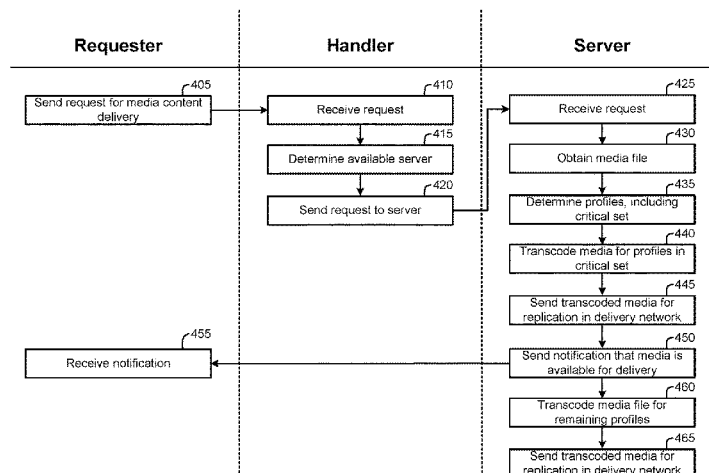 Requester
Handler
Server
405
Send request for media content
delivery
410
Receive request
415
Determine available server
420
Send request to server
425
Receive request
430
Obtain media file
435
Determine profiles, including
critical set
440
Transcode media for profiles in
critical set
445
Send transcoded media for
replication in delivery network
450
Send notification that media is
available for delivery
455
Receive notification
460
Transcode media file for
remaining profiles
465
Send transcoded media for
replication in delivery network